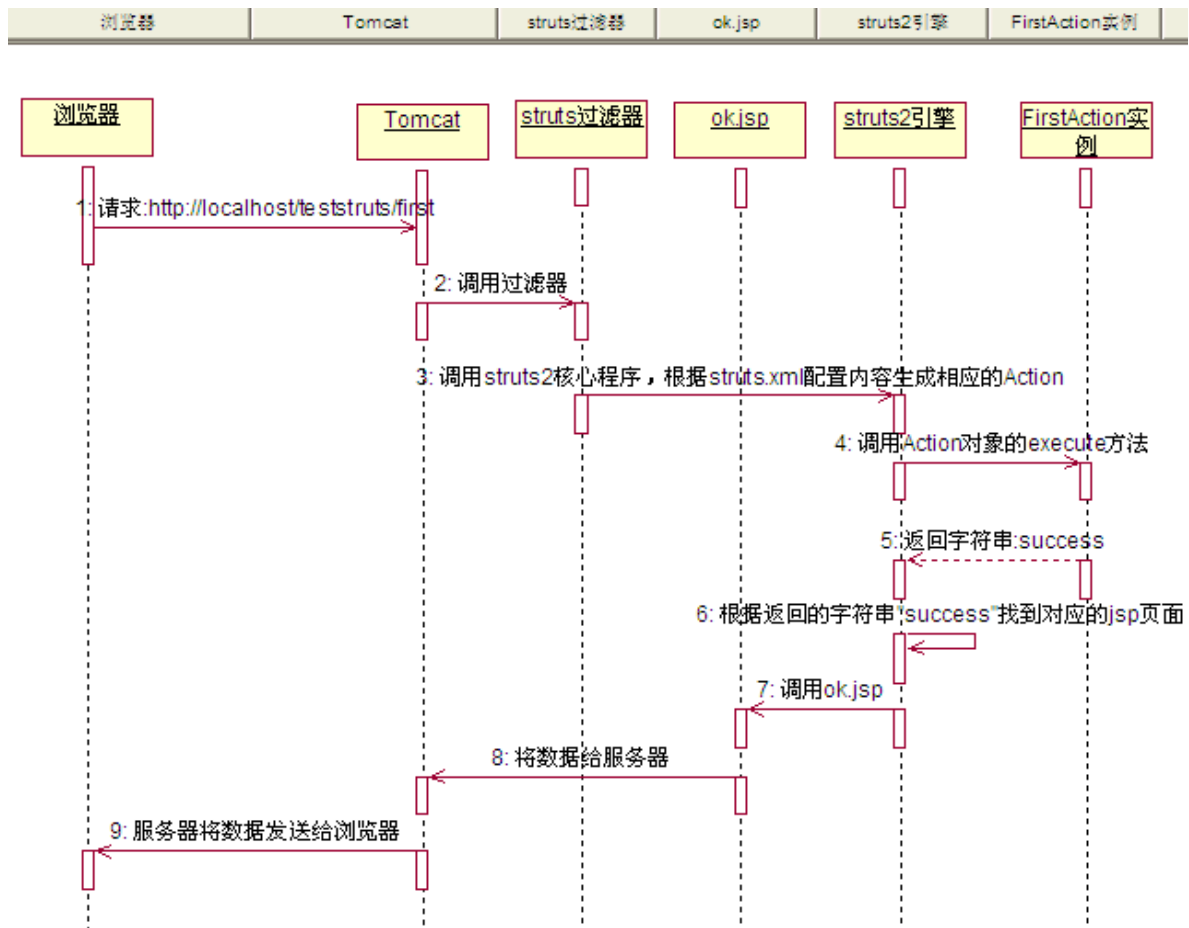 浏览器 Tomcat struts过滤器 ok.jsp struts2引擎 FirstAction实例
浏览器
Tomcat
struts过滤器
ok.jsp
struts2引擎
FirstAction实
例
1: 请求:http://localhost/teststruts/first
2: 调用过滤器
3: 调用struts2核心程序，根据struts.xml配置内容生成相应的Action
4: 调用Action对象的execute方法
5: 返回字符串:success
6: 根据返回的字符串"success"找到对应的jsp页面
7: 调用ok.jsp
8: 将数据给服务器
9: 服务器将数据发送给浏览器